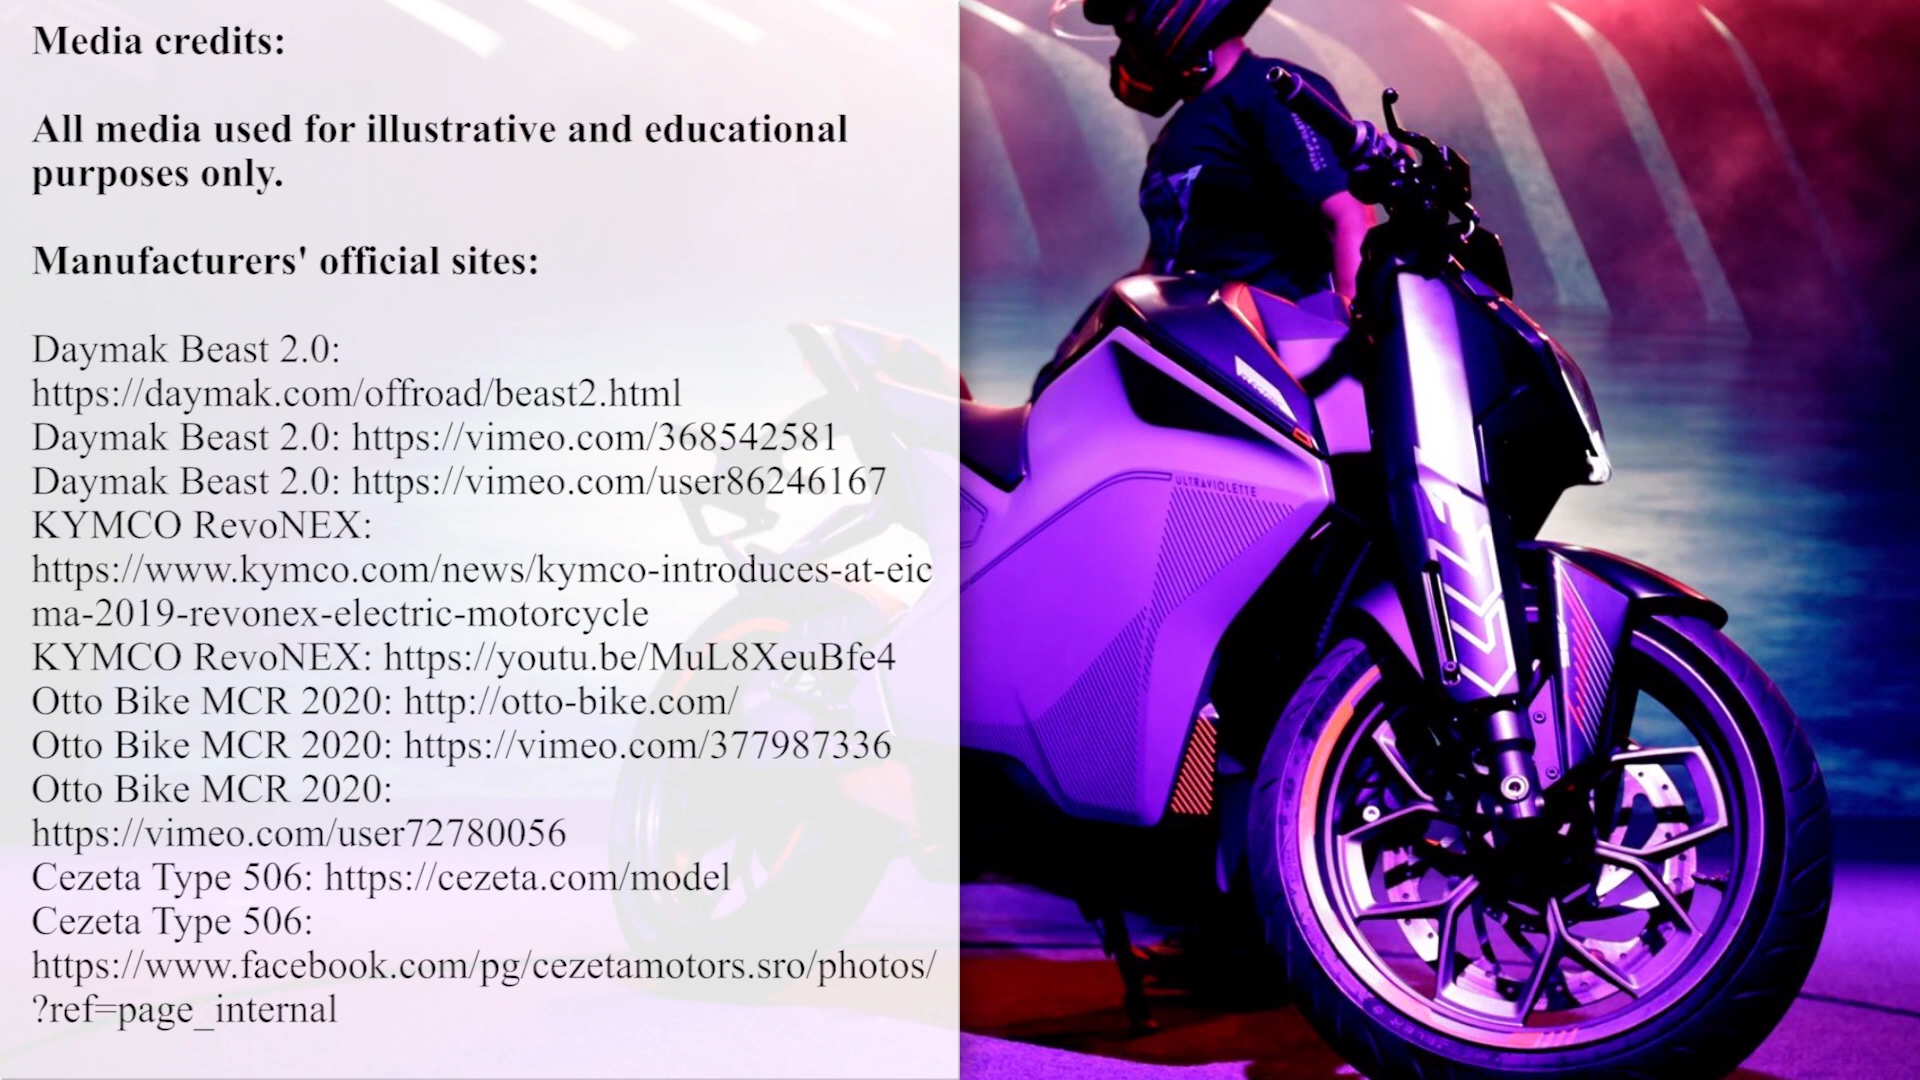 Media credits:
All media used for illustrative and educational
purposes only.
Manufacturers' official sites:
Daymak Beast 2.0:
https://daymak.com/offroad/beast2.html
Daymak Beast 2.0: https://vimeo.com/368542581
Daymak Beast 2.0: https://vimeo.com/user86246167
KYMCO RevoNEX:
https://www.kymco.com/news/kymco-introduces-at-eic
ma-2019-revonex-electric-motorcycle
KYMCO RevoNEX: https://youtu.be/MuL8XeuBfe4
Otto Bike MCR 2020: http://otto-bike.com/
Otto Bike MCR 2020: https://vimeo.com/377987336
Otto Bike MCR 2020:
https://vimeo.com/user72780056
Cezeta Type 506: https://cezeta.com/model
Cezeta Type 506:
https://www.facebook.com/pg/cezetamotors.sro/photos/
?ref=page_internal
ULTRAVIOLETTE